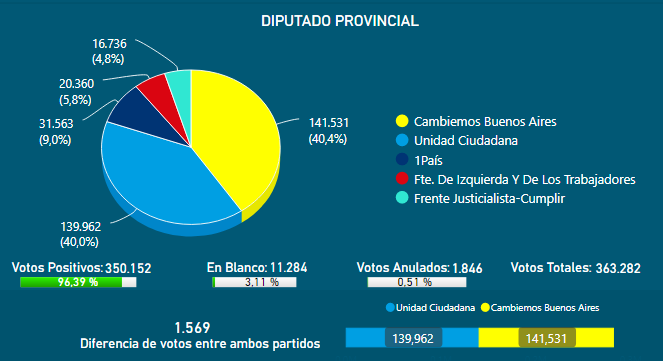 DIPUTADO PROVINCIAL
16.736
(4,8%)
20.360
(5,8%)
31.563
(9,0%)
141.531
(40,4%)
139.962
(40,0%)
Cambiemos Buenos Aires
Unidad Ciudadana
1País
Fte. De Izquierda Y De Los Trabajadores
Frente Justicialista-Cumplir
Votos Positivos: 350.152
96,39 %
En Blanco: 11.284
3,11 %
Votos Anulados: 1.846
0,51 %
Votos Totales: 363.282
1.569
Diferencia de votos entre ambos partidos
Unidad Ciudadana Cambiemos Buenos Aires
139,962 141,531